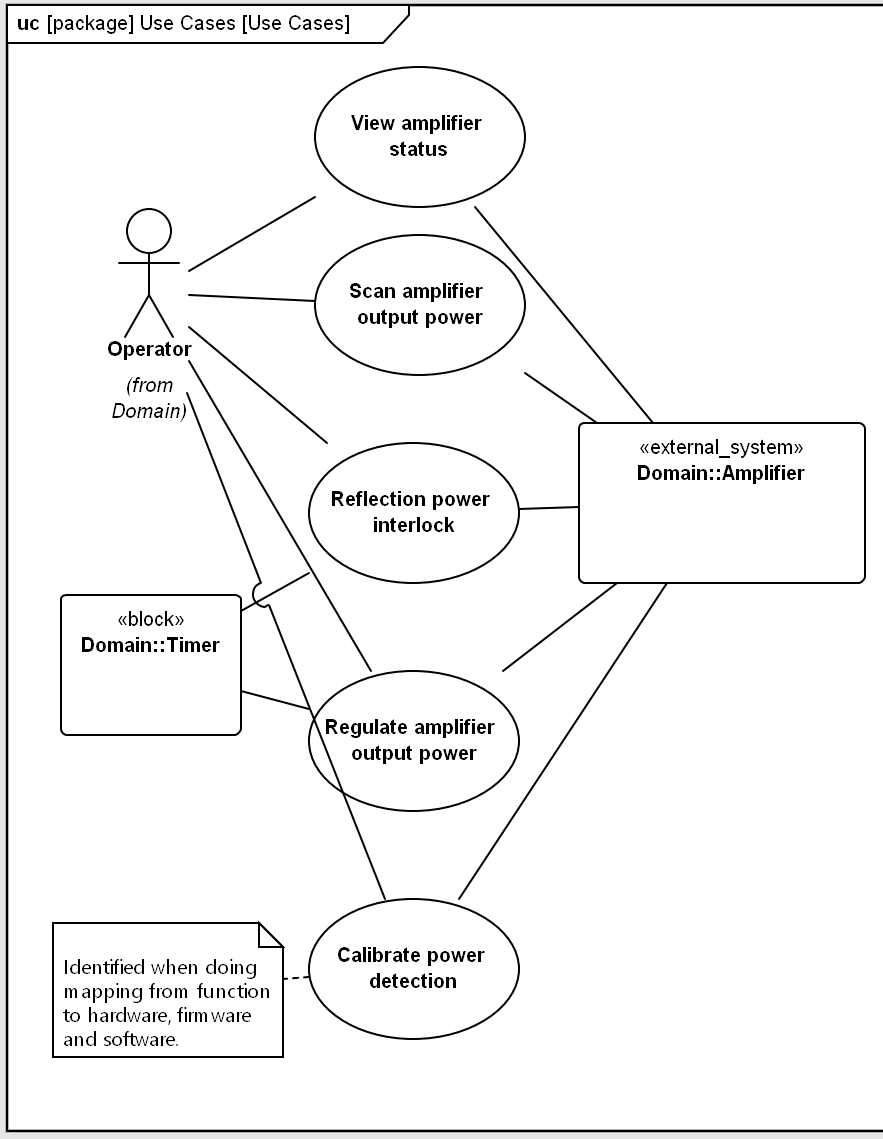 uc [package] Use Cases [Use Cases]
View amplifier
status
Scan amplifier
output power
Operator
(from
Domain)
«external_system»
Domain::Amplifier
Reflection power
interlock
«block»
Domain::Timer
Regulate amplifier
output power
Calibrate power
detection
Identified when doing
mapping from function
to hardware, firmware
and software.